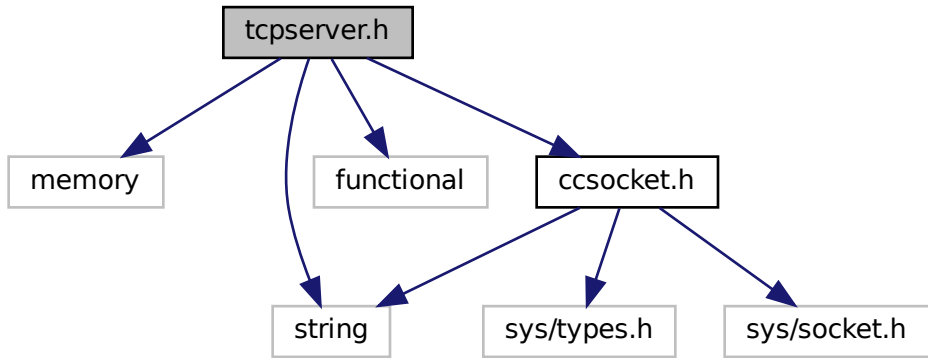 tcpserver.h
memory
functional
ccsocket.h
string
sys/types.h
sys/socket.h